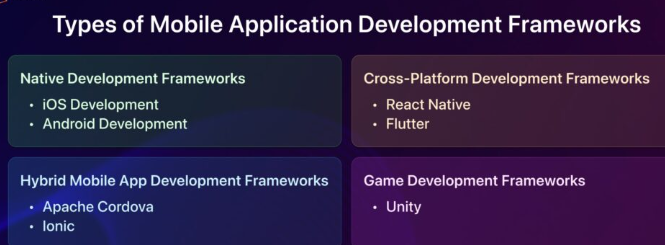 Types of Mobile Application Development Frameworks
Native Development Frameworks
• iOS Development
• Android Development
Cross-Platform Development Frameworks
• React Native
• Flutter
Hybrid Mobile App Development Frameworks
• Apache Cordova
• Ionic
Game Development Frameworks
• Unity